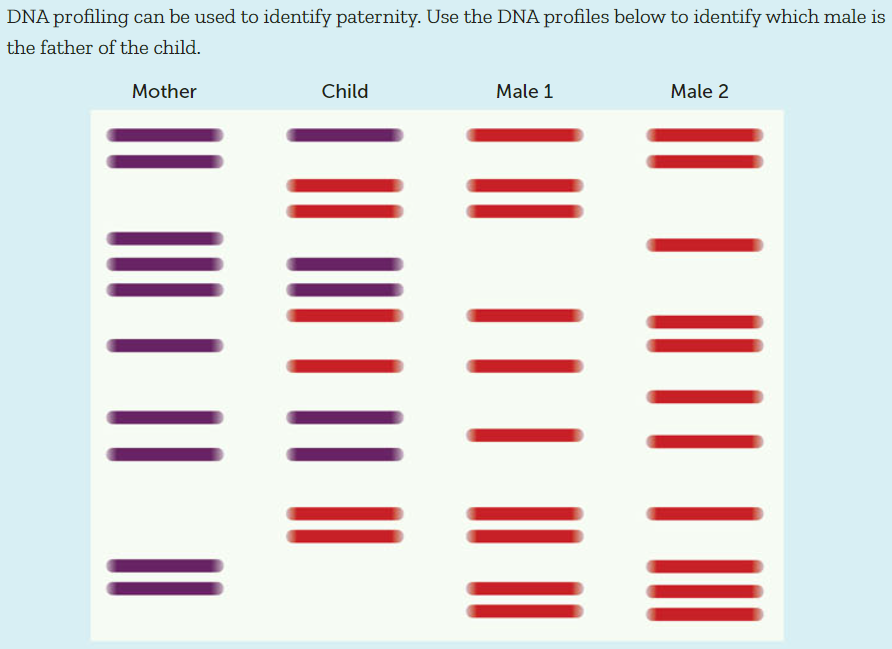 DNA profiling can be used to identify paternity. Use the DNA profiles below to identify which male is
the father of the child.
Mother Child Male 1 Male 2